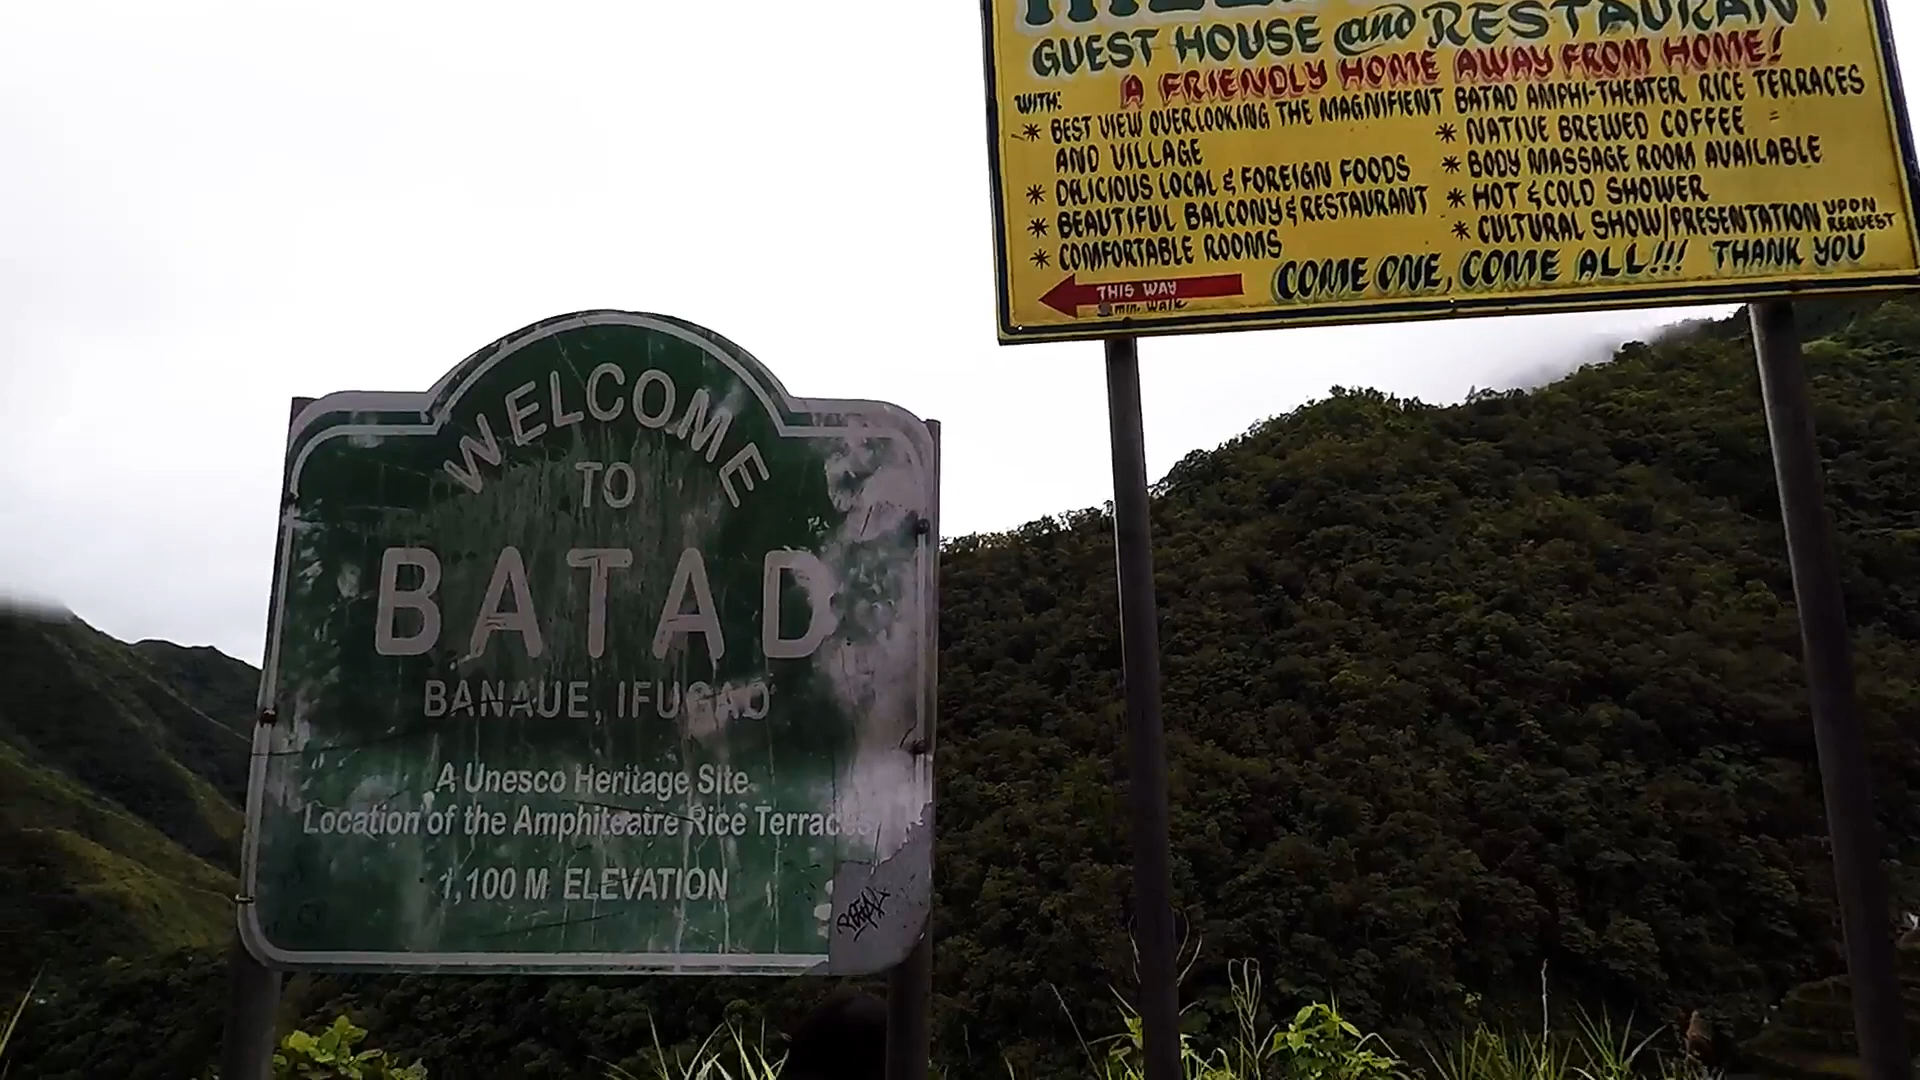 WELCOME
TO
BATAD
BANAUE, IFUGAO
A Unesco Heritage Site
Location of the Amphiteatre Rice Terraces
1,100 M ELEVATION
GUEST HOUSE and RESTAURANT
A FRIENDLY HOME AWAY FROM HOME!
WITH:
* BEST VIEW OVERLOOKING THE MAGNIFIENT BATAD AMPHI-THEATER RICE TERRACES
AND VILLAGE
* DELICIOUS LOCAL & FOREIGN FOODS
* BEAUTIFUL BALCONY & RESTAURANT
* COMFORTABLE ROOMS
* NATIVE BREWED COFFEE
* BODY MASSAGE ROOM AVAILABLE
* HOT & COLD SHOWER
* CULTURAL SHOW/PRESENTATION UPON REQUEST
THIS WAY
min. walk
COME ONE, COME ALL!!! THANK YOU